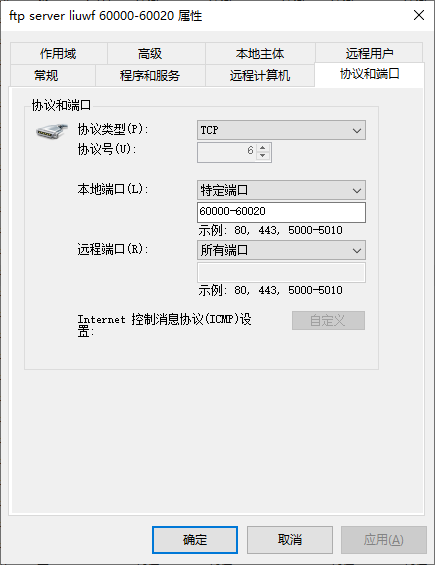 ftp server liuwf 60000-60020 属性
作用域 高级 本地主体 远程用户
常规 程序和服务 远程计算机 协议和端口
协议和端口
协议类型(P): TCP
协议号(U): 6
本地端口(L): 特定端口
60000-60020
示例: 80, 443, 5000-5010
远程端口(R): 所有端口
示例: 80, 443, 5000-5010
Internet 控制消息协议(ICMP)设 自定义
置:
确定 取消 应用(A)